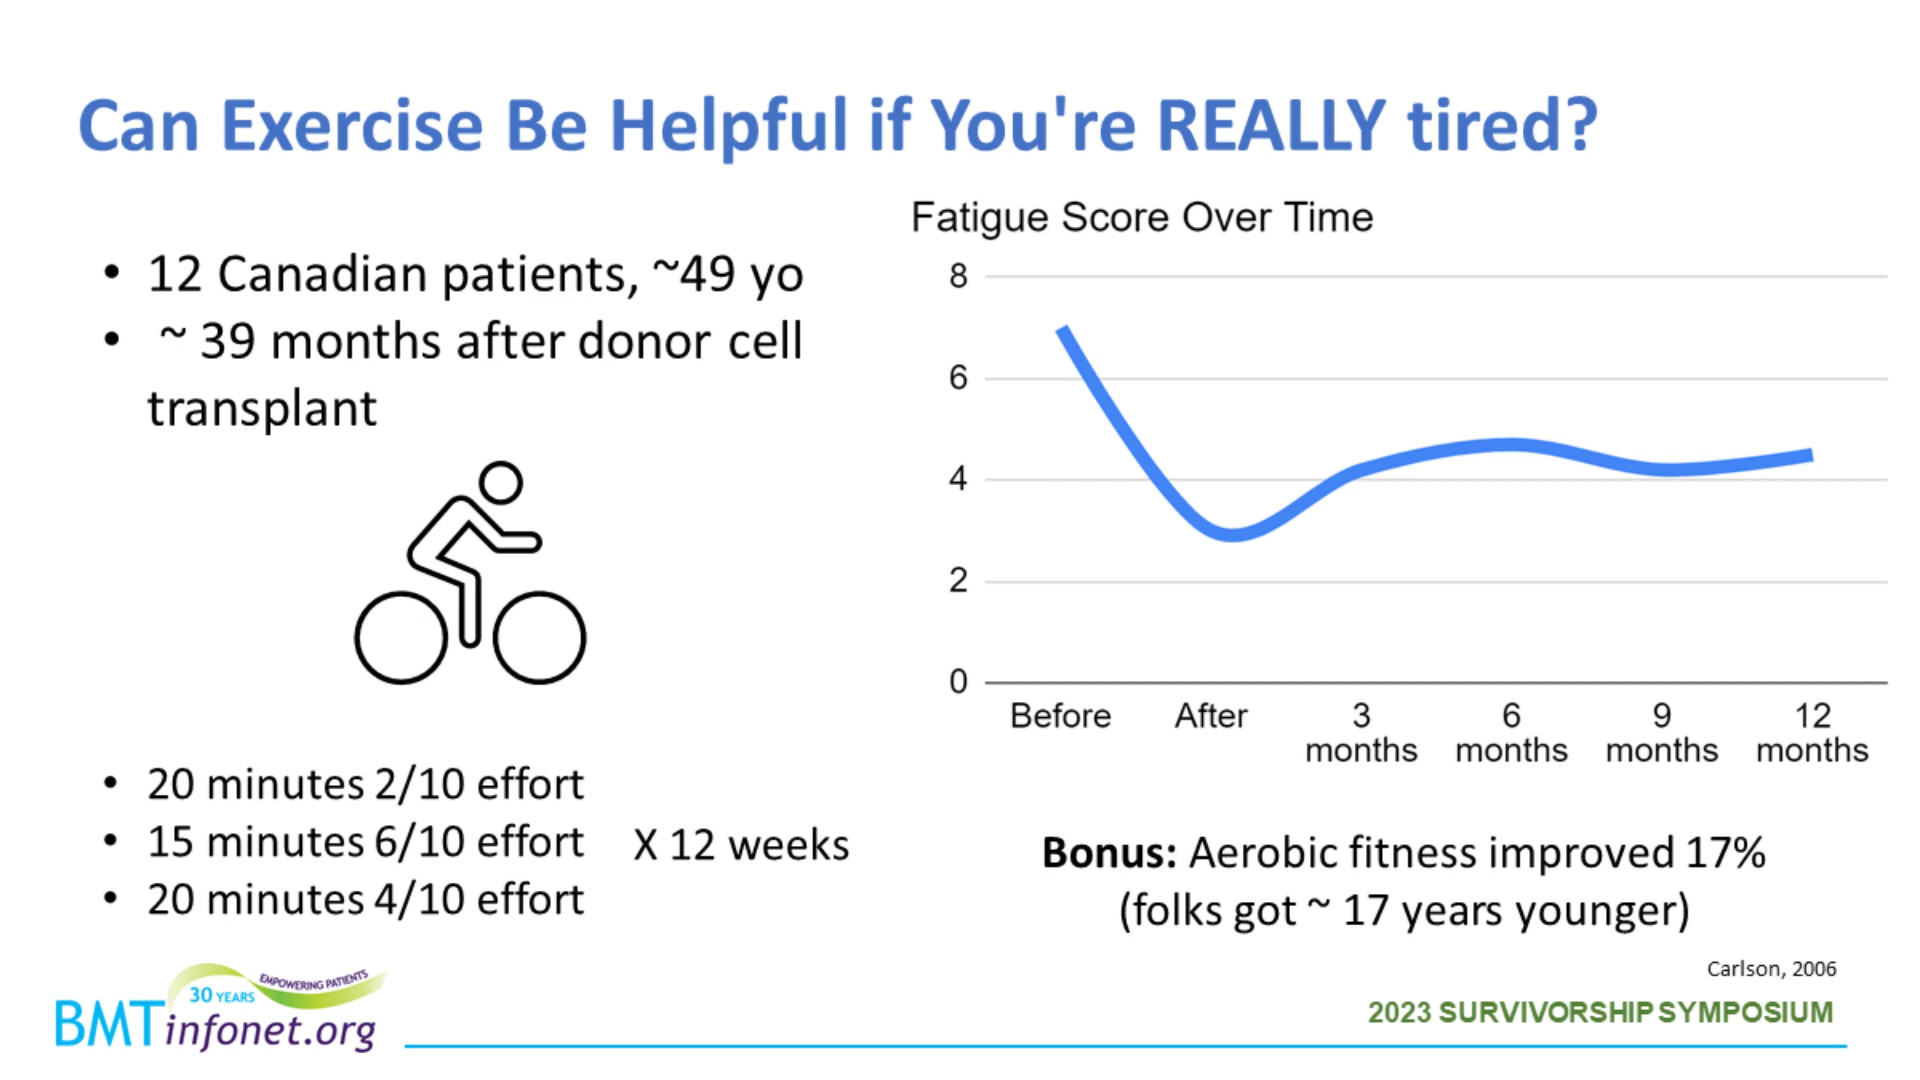 Can Exercise Be Helpful if You're REALLY tired?
• 12 Canadian patients, ~49 yo
• ~ 39 months after donor cell
transplant
• 20 minutes 2/10 effort
• 15 minutes 6/10 effort
• 20 minutes 4/10 effort
X 12 weeks
Fatigue Score Over Time
8
6
4
2
0
Before
After
3
months
6
months
9
months
12
months
Bonus: Aerobic fitness improved 17%
(folks got ~ 17 years younger)
Carlson, 2006
2023 SURVIVORSHIP SYMPOSIUM
30 YEARS
EMPOWERING PATIENTS
BMTinfonet.org